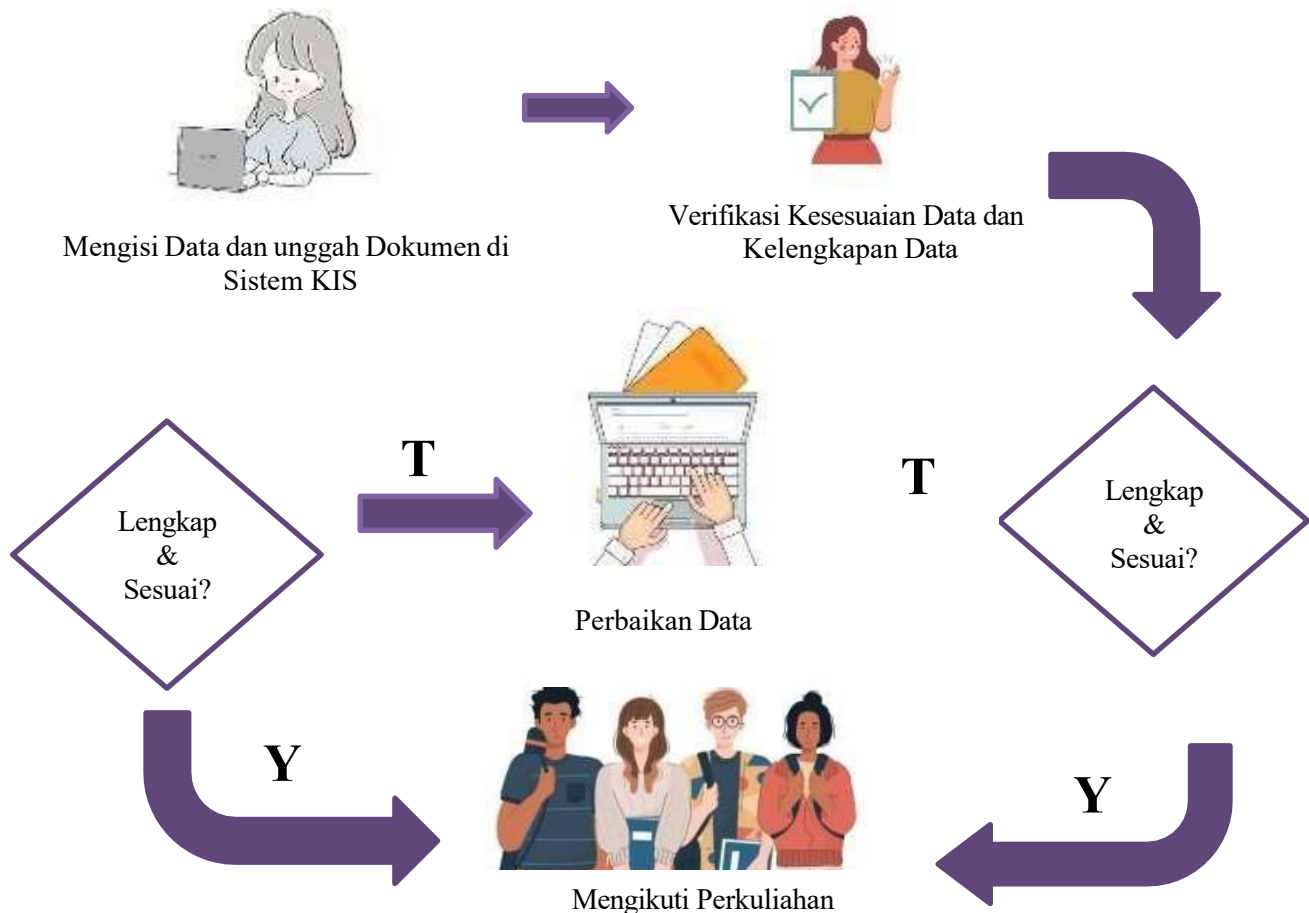 Mengisi Data dan unggah Dokumen di
Sistem KIS
Verifikasi Kesesuaian Data dan
Kelengkapan Data
Lengkap
&
Sesuai?
T
Perbaikan Data
T
Lengkap
&
Sesuai?
Y
Y
Mengikuti Perkuliahan